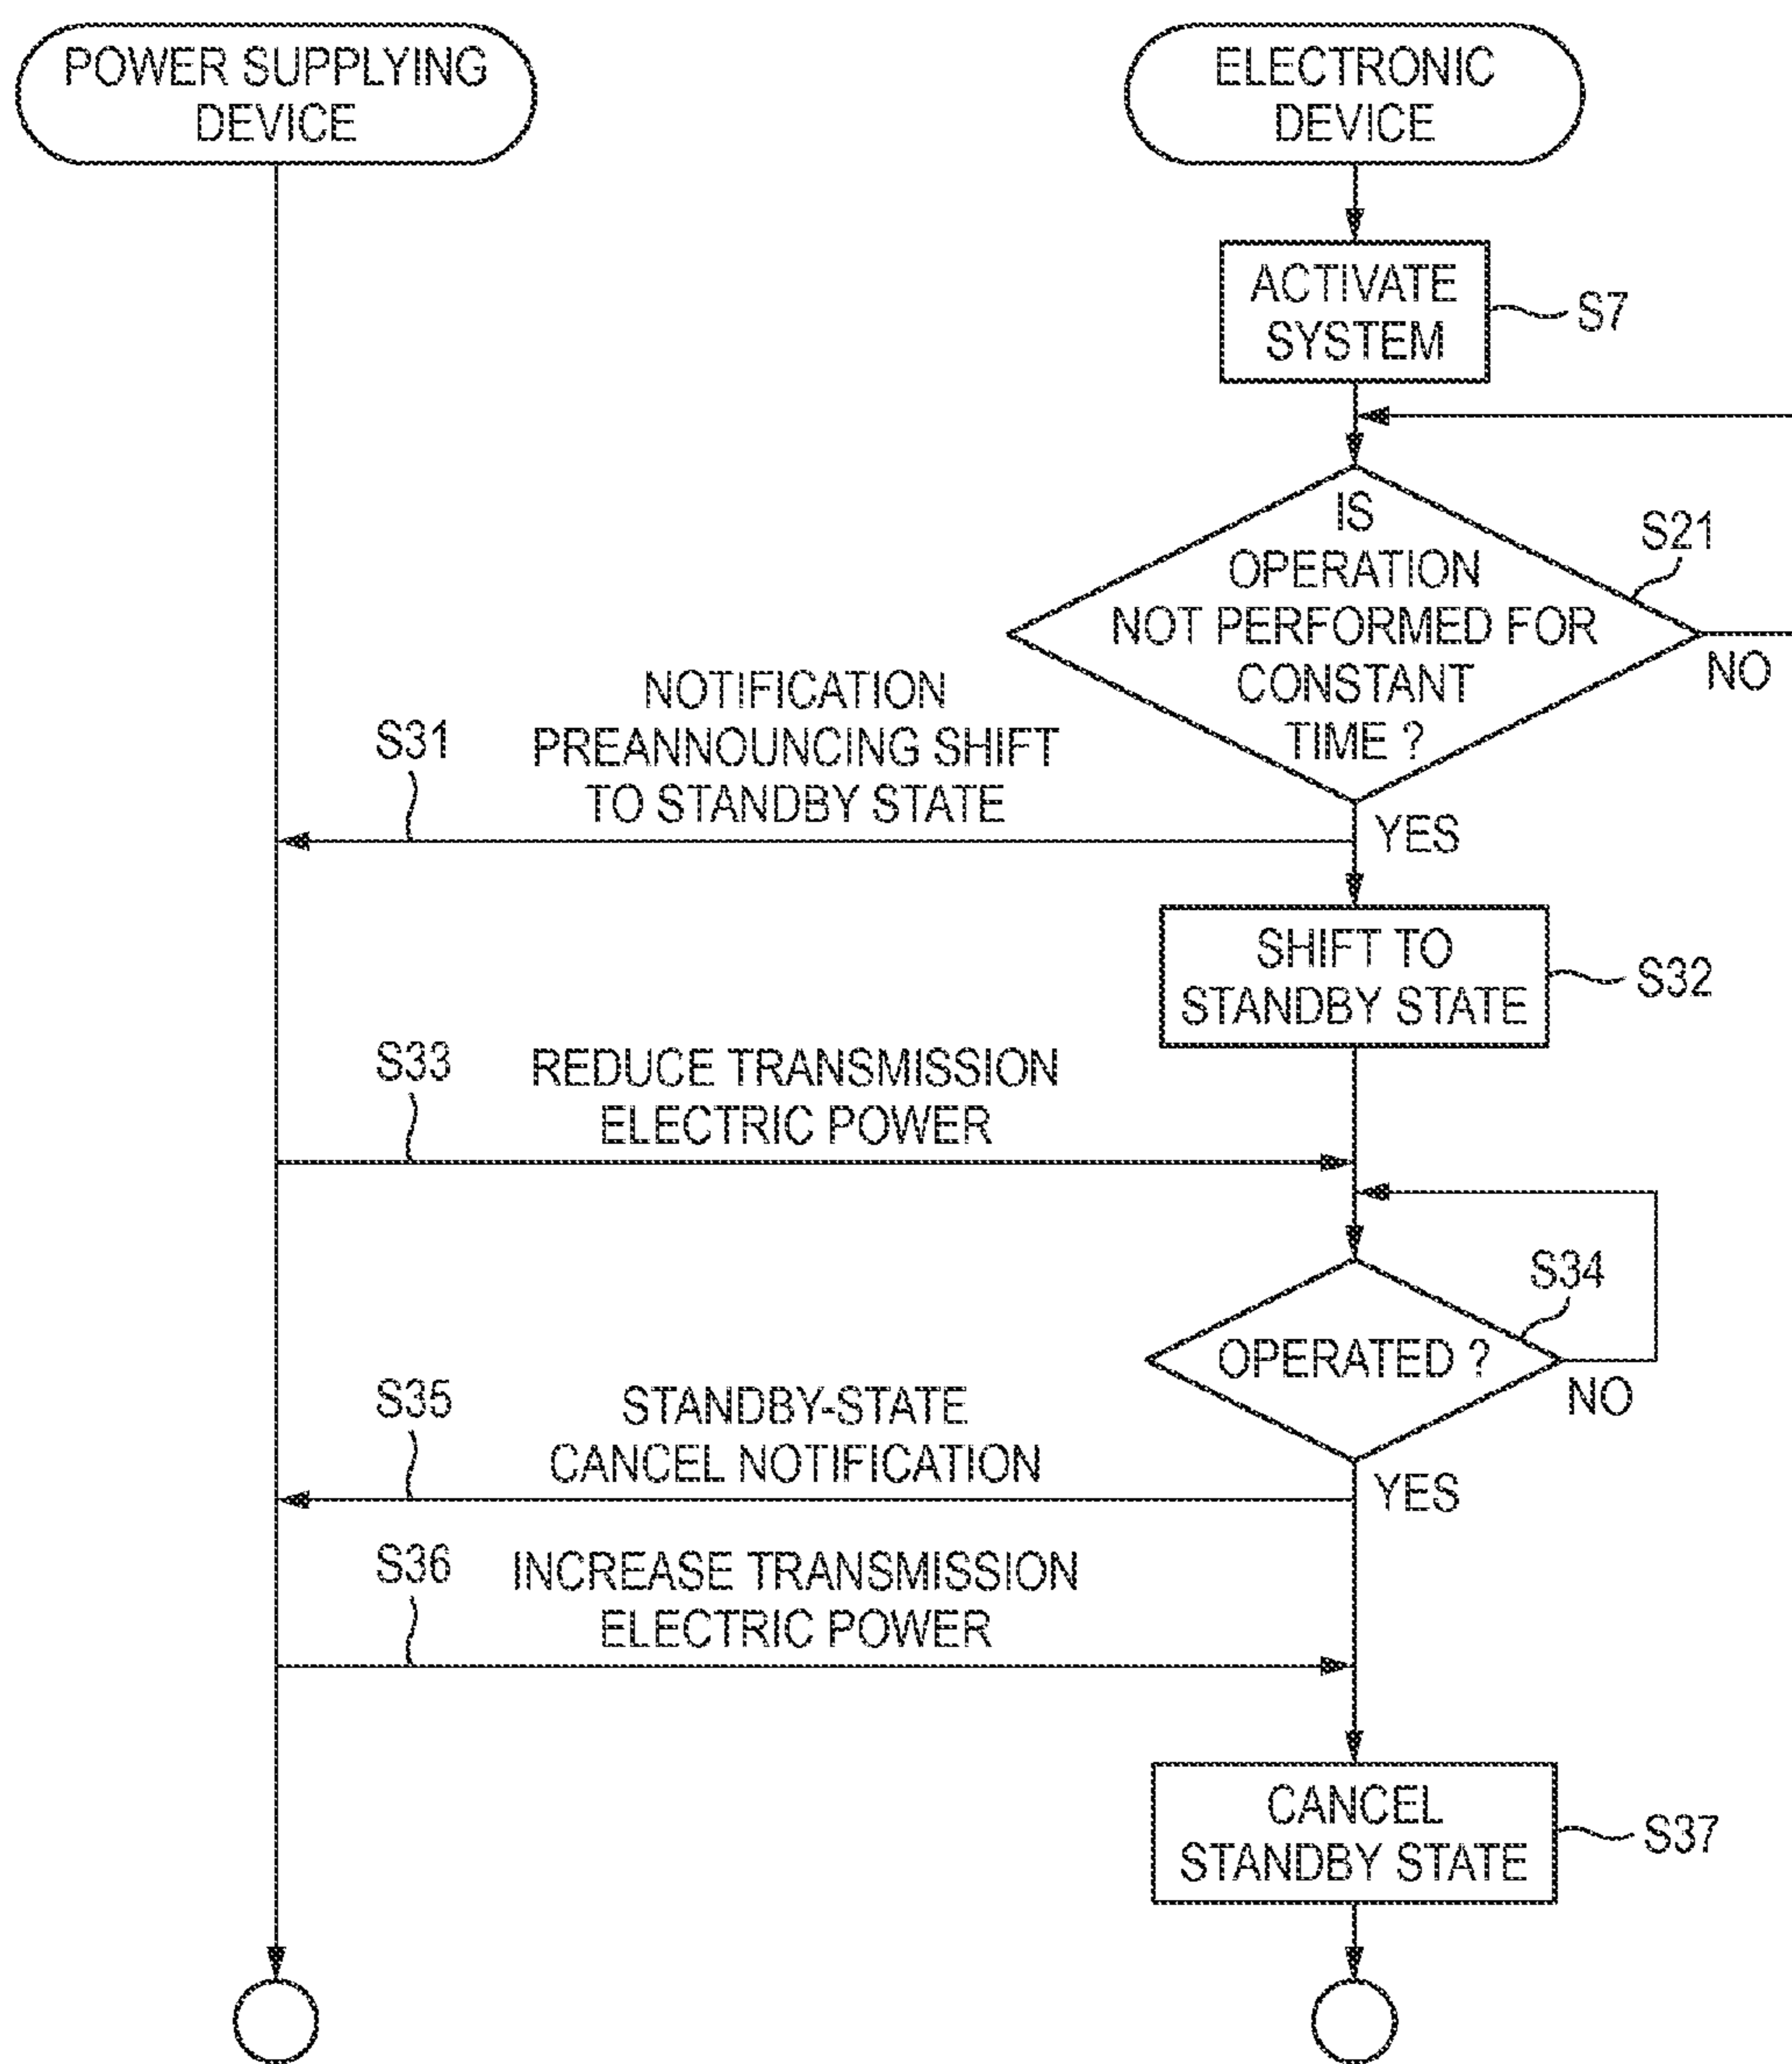 POWER SUPPLYING
DEVICE
ELECTRONIC
DEVICE
ACTIVATE
SYSTEM
S7
IS
OPERATION
NOT PERFORMED FOR
CONSTANT
TIME ?
S21
NO
YES
S31
NOTIFICATION
PREANNOUNCING SHIFT
TO STANDBY STATE
SHIFT TO
STANDBY STATE
S32
S33
REDUCE TRANSMISSION
ELECTRIC POWER
OPERATED ?
S34
NO
YES
S35
STANDBY-STATE
CANCEL NOTIFICATION
S36
INCREASE TRANSMISSION
ELECTRIC POWER
CANCEL
STANDBY STATE
S37